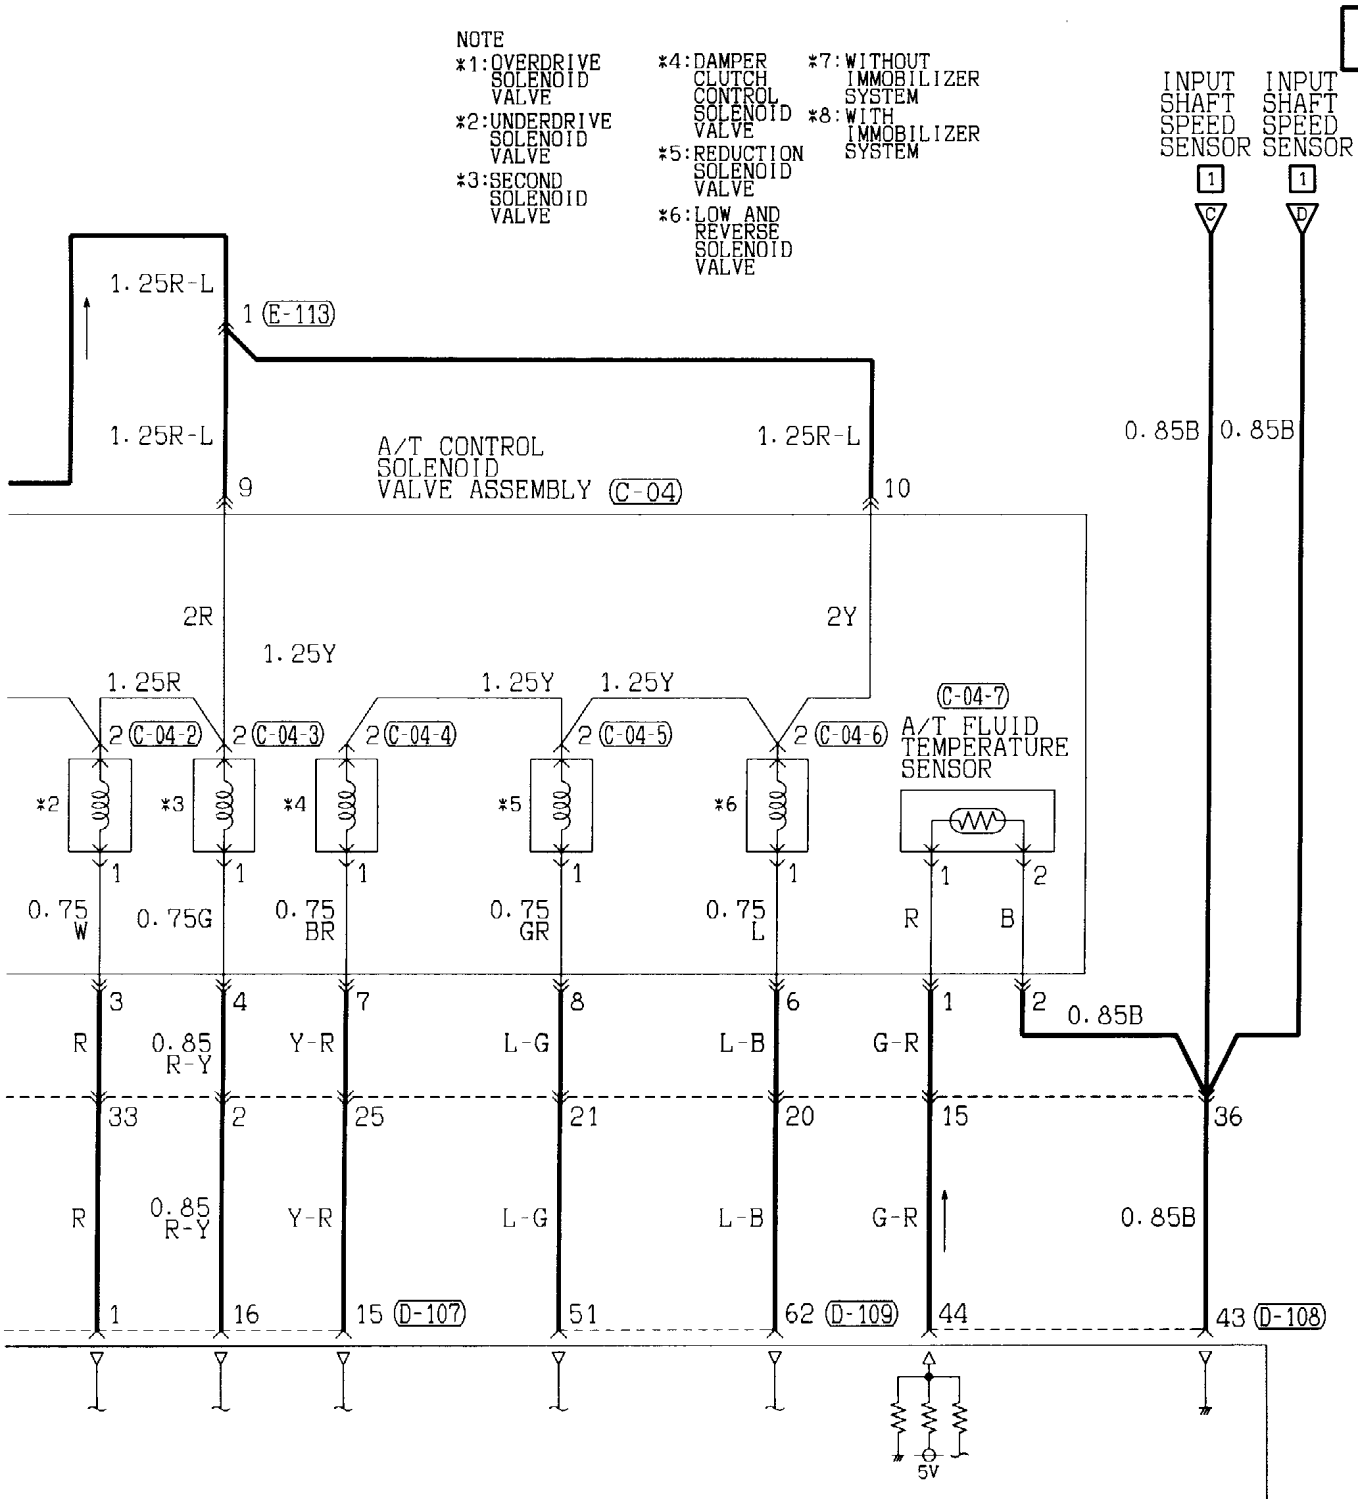 NOTE
*1:OVERDRIVE
SOLENOID
VALVE
*2:UNDERDRIVE
SOLENOID
VALVE
*3:SECOND
SOLENOID
VALVE
*4:DAMPER
CLUTCH
CONTROL
SOLENOID
VALVE
*5:REDUCTION
SOLENOID
VALVE
*6:LOW AND
REVERSE
SOLENOID
VALVE
*7:WITHOUT
IMMOBILIZER
SYSTEM
*8:WITH
IMMOBILIZER
SYSTEM
INPUT
SHAFT
SPEED
SENSOR
INPUT
SHAFT
SPEED
SENSOR
1 1
C D
1.25R-L
1 (E-113)
1.25R-L
A/T CONTROL
SOLENOID
VALVE ASSEMBLY (C-04)
1.25R-L
0.85B 0.85B
9 10
2R 2Y
1.25Y
1.25R 1.25Y 1.25Y
2 (C-04-2) 2 (C-04-3) 2 (C-04-4) 2 (C-04-5) 2 (C-04-6)
(C-04-7)
A/T FLUID
TEMPERATURE
SENSOR
*2 *3 *4 *5 *6
1 1 1 1 1 1 2
0.75
W
0.75G
0.75
BR
0.75
GR
0.75
L
R B
3 4 7 8 6 1 2
0.85B
R
0.85
R-Y
Y-R L-G L-B G-R
33 2 25 21 20 15 36
R
0.85
R-Y
Y-R L-G L-B G-R 0.85B
1 16 15 (D-107) 51 62 (D-109) 44 43 (D-108)
5V